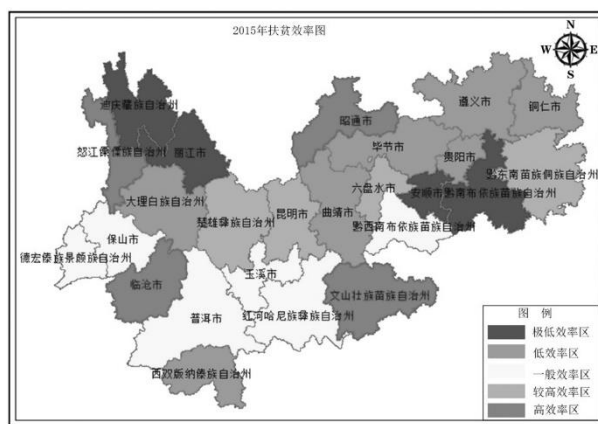 2015年扶贫效率图
N
W E
S
迪庆藏族自治州
怒江傈僳族自治州
丽江市
昭通市
遵义市
铜仁市
毕节市
贵阳市
黔东南苗族侗族自治州
大理白族自治州
六盘水市
安顺市
黔南布依族苗族自治州
楚雄彝族自治州
昆明市
曲靖市
黔西南布依族苗族自治州
保山市
德宏傣族景颇族自治州
玉溪市
临沧市
文山壮族苗族自治州
普洱市
红河哈尼族彝族自治州
西双版纳傣族自治州
图 例
极低效率区
低效率区
一般效率区
较高效率区
高效率区